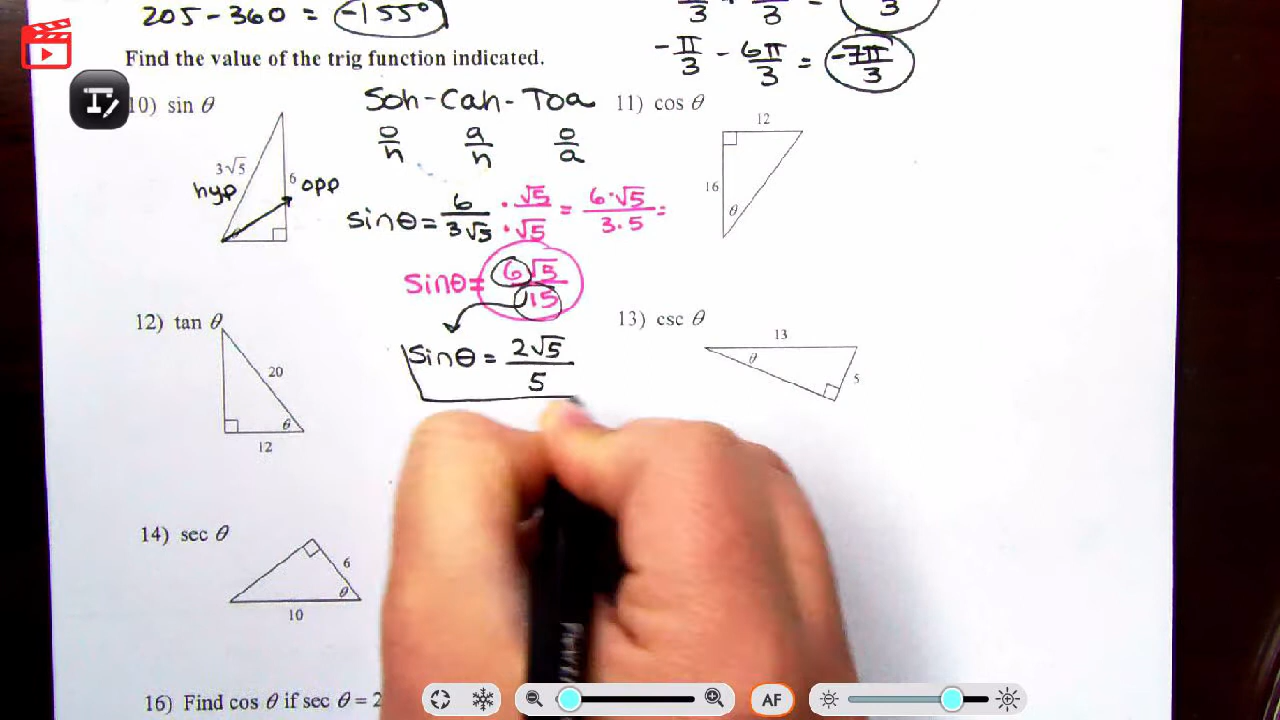 205 - 360 = -155°
3 3 3
-π/3 - 6π/3 = -7π/3
Find the value of the trig function indicated.
10) sin θ
Soh-Cah-Toa
o/h a/h o/a
3√5
hyp
6 opp
θ
sinθ = 6/3√5 · √5/√5 = 6·√5/3·5 =
sinθ = 6√5/15
sinθ = 2√5/5
11) cos θ
12
16
θ
12) tan θ
20
θ
12
13) csc θ
13
θ
5
14) sec θ
6
θ
10
16) Find cos θ if sec θ = 2
AF